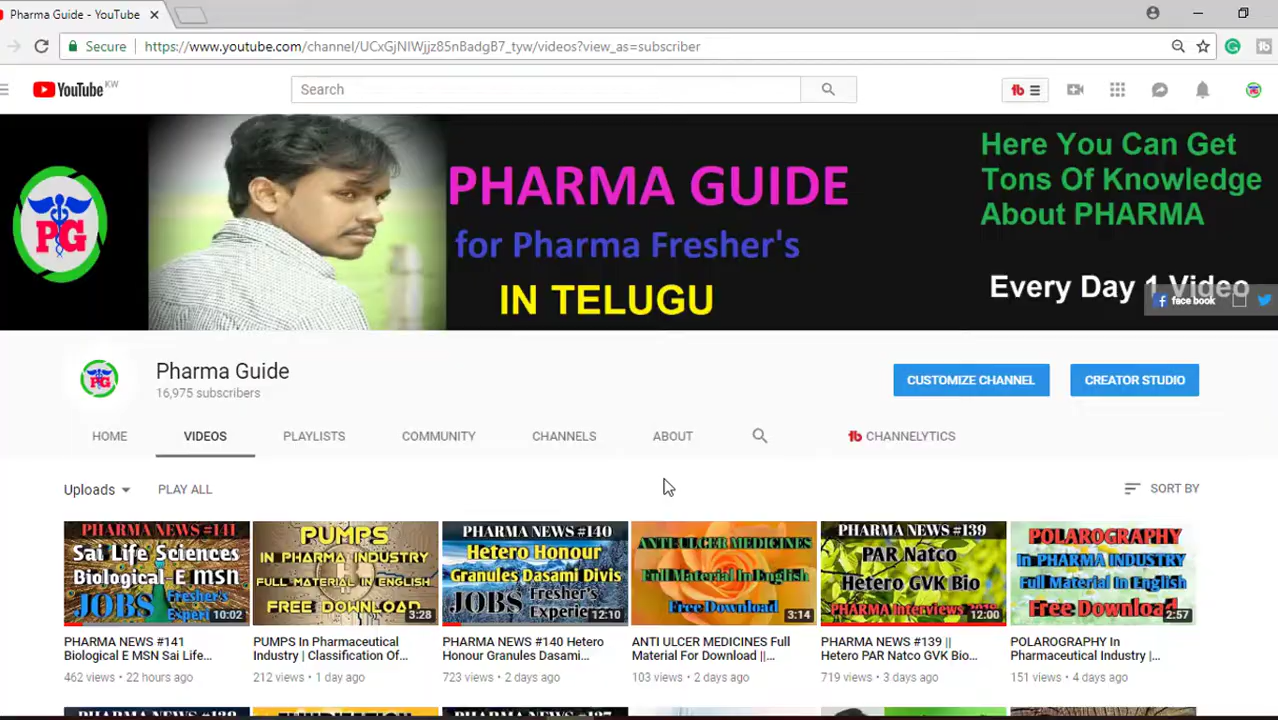 Pharma Guide - YouTube
Secure
https://www.youtube.com/channel/UCxGjNIWjjz85nBadgB7_tyw/videos?view_as=subscriber
YouTube KW
Search
PG
PHARMA GUIDE
for Pharma Fresher's
IN TELUGU
Here You Can Get
Tons Of Knowledge
About PHARMA
Every Day 1 Video
face book
Pharma Guide
16,975 subscribers
CUSTOMIZE CHANNEL
CREATOR STUDIO
HOME
VIDEOS
PLAYLISTS
COMMUNITY
CHANNELS
ABOUT
CHANNELYTICS
Uploads
PLAY ALL
SORT BY
PHARMA NEWS #141
Sai Life Sciences
Biological-E MSN
JOBS Fresher's
Experi
10:02
PUMPS
IN PHARMA INDUSTRY
FULL MATERIAL IN ENGLISH
FREE DOWNLOAD
3:28
PHARMA NEWS #140
Hetero Honour
Granules Dasami Divis
JOBS Fresher's
Experie
12:10
ANTI-ULCER MEDICINES
Full Material In English
Free Download
3:14
PHARMA NEWS #139
PAR Natco
Hetero GVK Bio
PHARMA Interviews
12:00
POLAROGRAPHY
In PHARMA INDUSTRY
Full Material In English
Free Download
2:57
PHARMA NEWS #141
Biological E MSN Sai Life...
462 views • 22 hours ago
PUMPS In Pharmaceutical
Industry | Classification Of...
212 views • 1 day ago
PHARMA NEWS #140 Hetero
Honour Granules Dasami...
723 views • 2 days ago
ANTI ULCER MEDICINES Full
Material For Download ||...
103 views • 2 days ago
PHARMA NEWS #139 ||
Hetero PAR Natco GVK Bio...
719 views • 3 days ago
POLAROGRAPHY In
Pharmaceutical Industry |...
151 views • 4 days ago